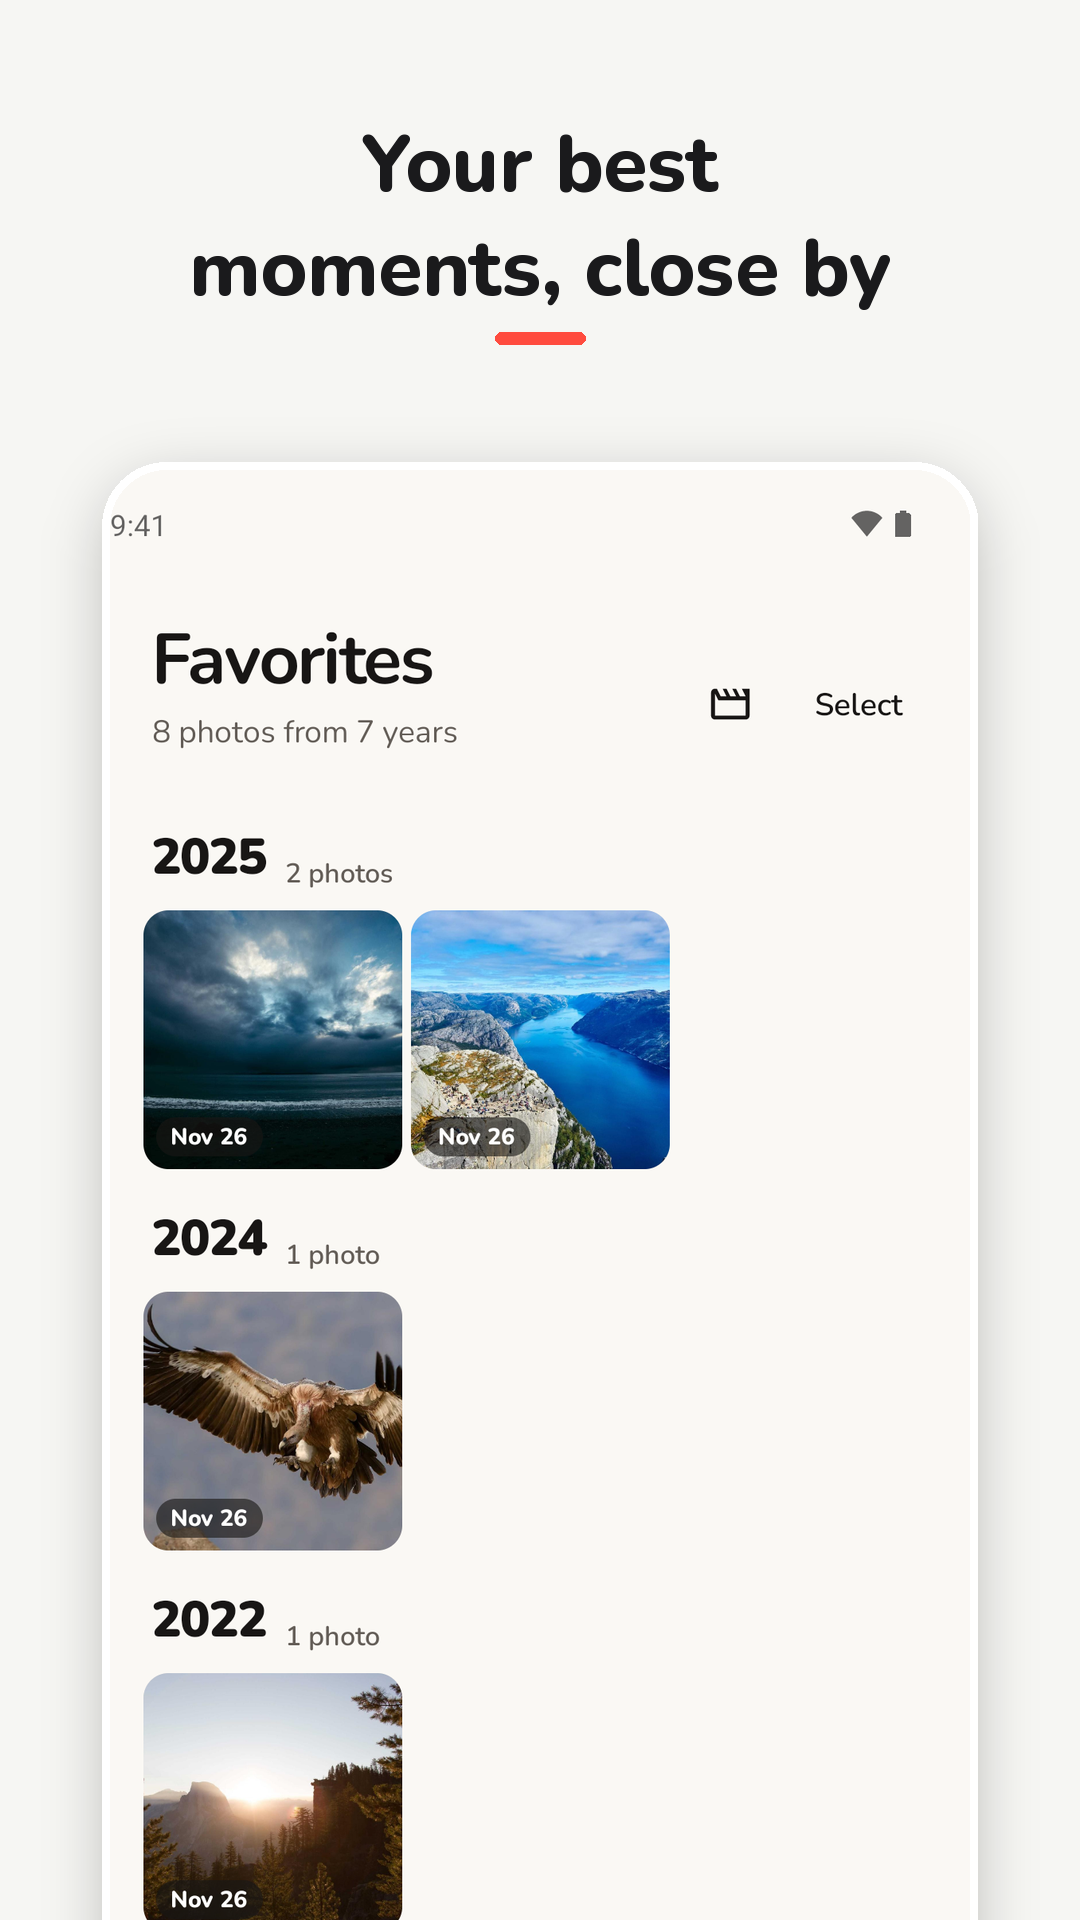 Your best
moments, close by
9:41
Favorites
8 photos from 7 years
Select
2025 2 photos
Nov 26
Nov 26
2024 1 photo
Nov 26
2022 1 photo
Nov 26